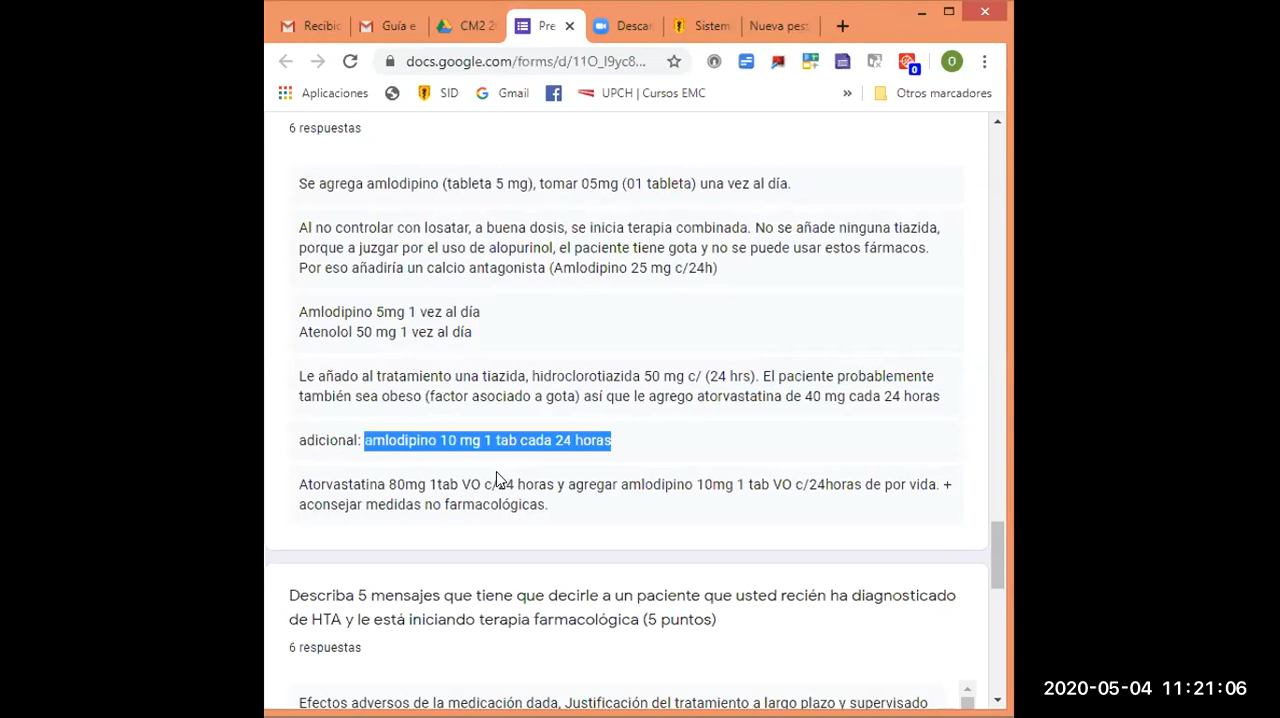 Recibic
Guía e
CM2 2
Pre
Descar
Sistem
Nueva pes
docs.google.com/forms/d/11O_I9yc8...
0
O
Aplicaciones
SID
Gmail
UPCH | Cursos EMC
»
Otros marcadores
6 respuestas
Se agrega amlodipino (tableta 5 mg), tomar 05mg (01 tableta) una vez al día.
Al no controlar con losatar, a buena dosis, se inicia terapia combinada. No se añade ninguna tiazida,
porque a juzgar por el uso de alopurinol, el paciente tiene gota y no se puede usar estos fármacos.
Por eso añadiría un calcio antagonista (Amlodipino 25 mg c/24h)
Amlodipino 5mg 1 vez al día
Atenolol 50 mg 1 vez al día
Le añado al tratamiento una tiazida, hidroclorotiazida 50 mg c/ (24 hrs). El paciente probablemente
también sea obeso (factor asociado a gota) así que le agrego atorvastatina de 40 mg cada 24 horas
adicional: amlodipino 10 mg 1 tab cada 24 horas
Atorvastatina 80mg 1tab VO c/24 horas y agregar amlodipino 10mg 1 tab VO c/24horas de por vida. +
aconsejar medidas no farmacológicas.
Describa 5 mensajes que tiene que decirle a un paciente que usted recién ha diagnosticado
de HTA y le está iniciando terapia farmacológica (5 puntos)
6 respuestas
Efectos adversos de la medicación dada, Justificación del tratamiento a largo plazo y supervisado
2020-05-04 11:21:06